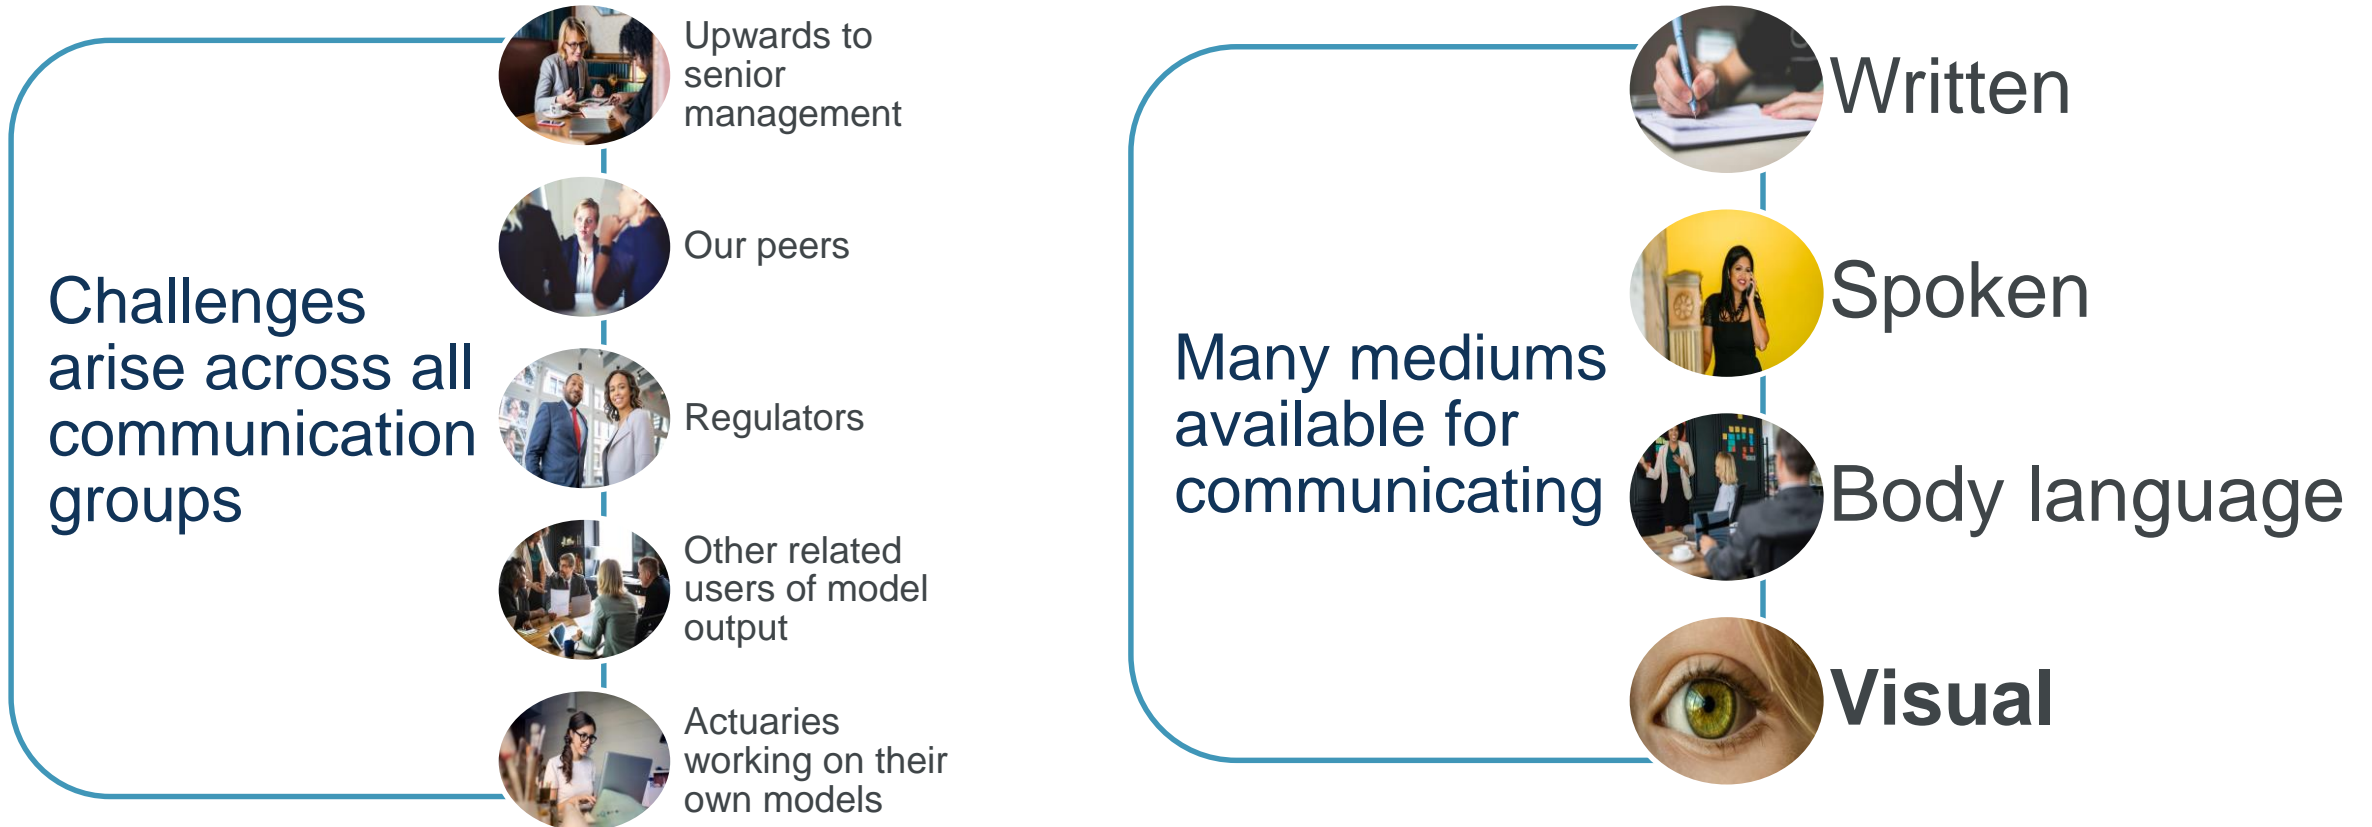 Challenges
arise across all
communication
groups
Upwards to
senior
management
Our peers
Regulators
Other related
users of model
output
Actuaries
working on their
own models
Many mediums
available for
communicating
Written
Spoken
Body language
Visual